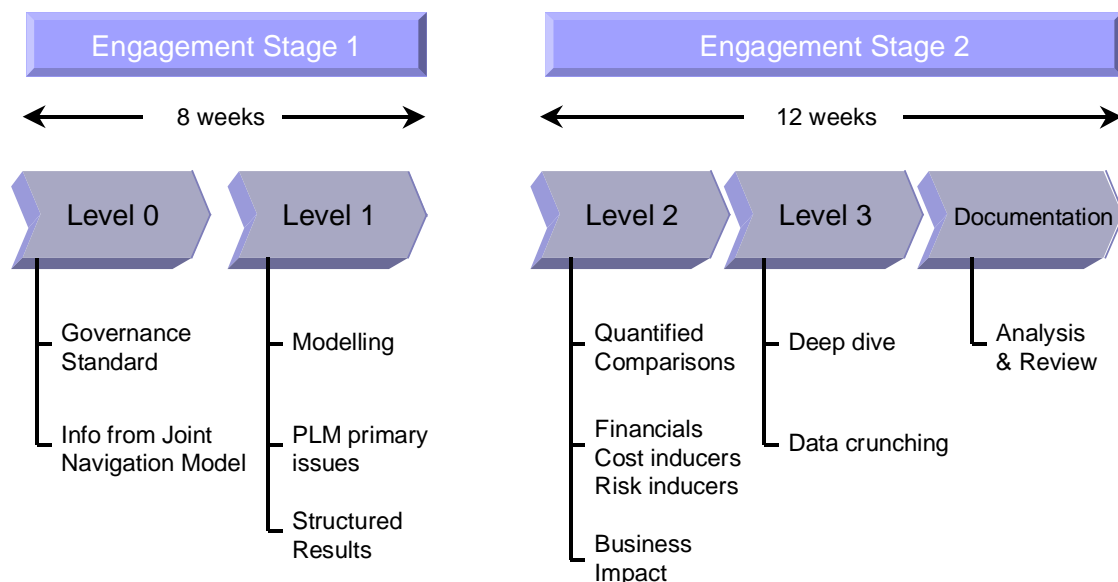 Engagement Stage 1
Engagement Stage 2
8 weeks
12 weeks
Level 0
Level 1
Level 2
Level 3
Documentation
Governance
Standard
Info from Joint
Navigation Model
Modelling
PLM primary
issues
Structured
Results
Quantified
Comparisons
Financials
Cost inducers
Risk inducers
Business
Impact
Deep dive
Data crunching
Analysis
& Review